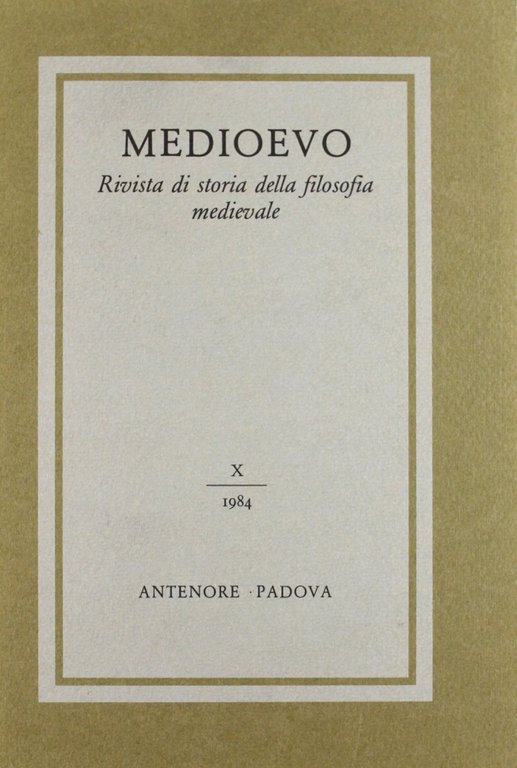 MEDIOEVO
Rivista di storia della filosofia
medievale
X
1984
ANTENORE · PADOVA